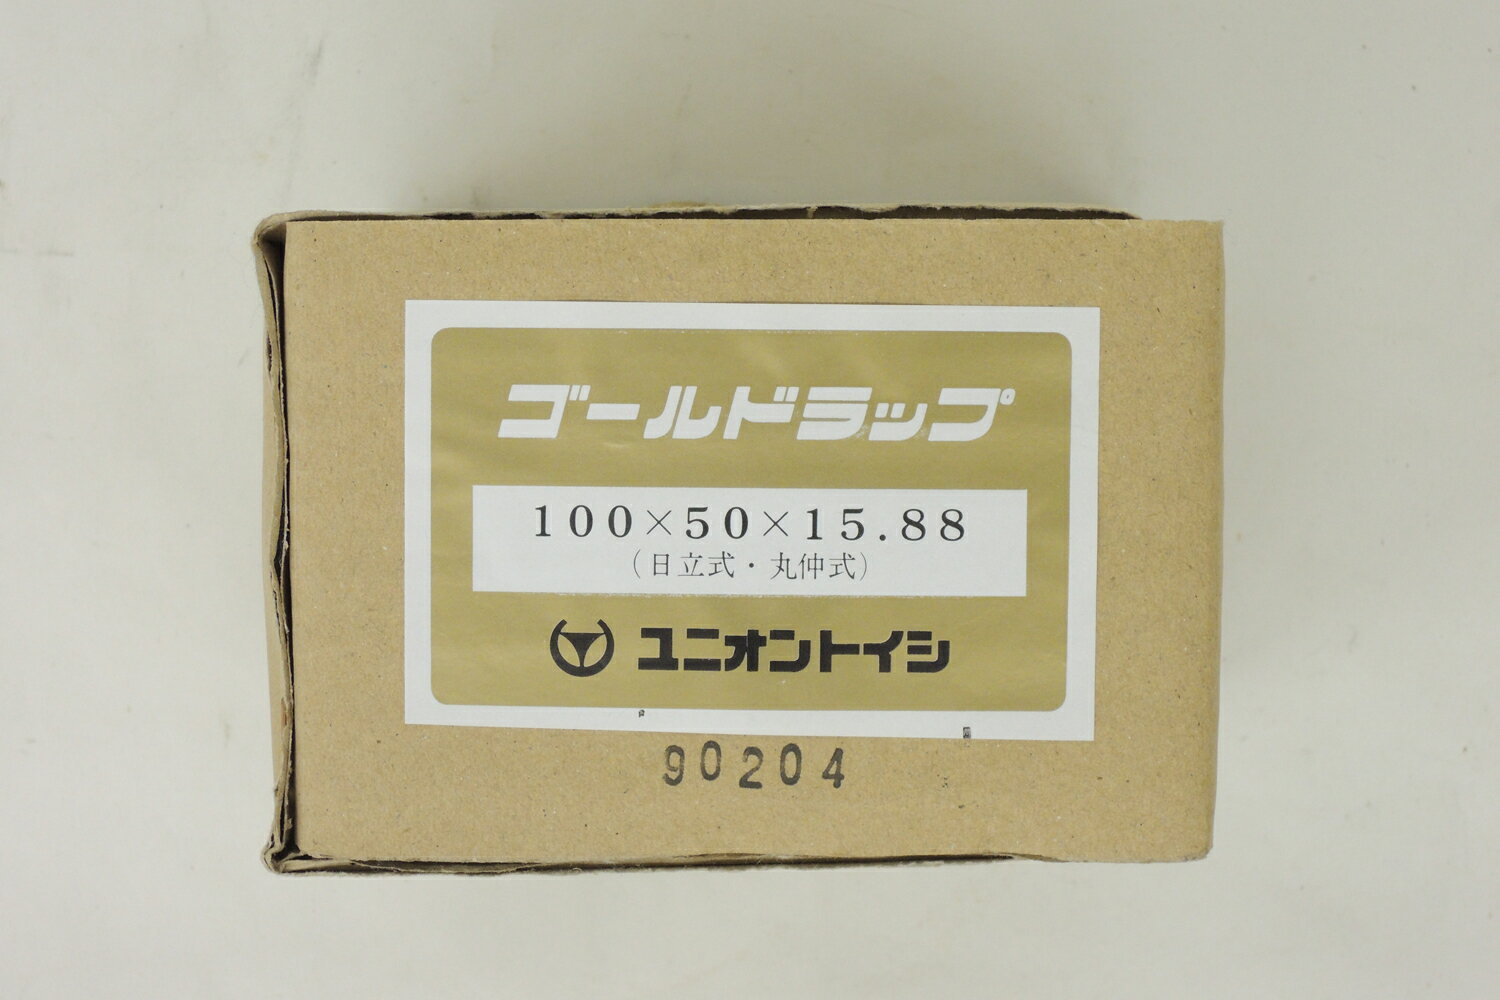 ゴールドラップ
100×50×15.88
(日立式・丸仲式)
ユニオントイシ
90204